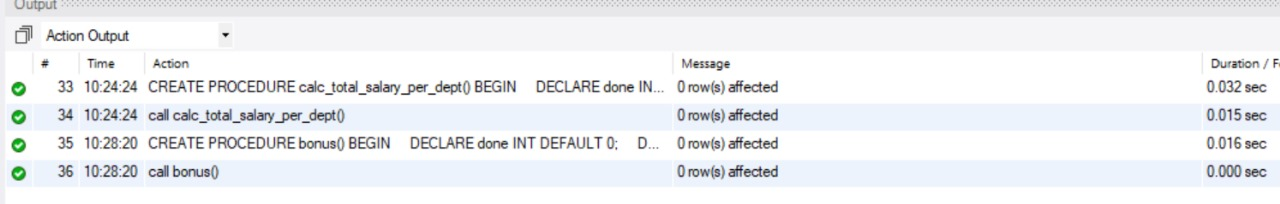 Output
Action Output
# Time Action Message Duration / F
33 10:24:24 CREATE PROCEDURE calc_total_salary_per_dept() BEGIN DECLARE done IN... 0 row(s) affected 0.032 sec
34 10:24:24 call calc_total_salary_per_dept() 0 row(s) affected 0.015 sec
35 10:28:20 CREATE PROCEDURE bonus() BEGIN DECLARE done INT DEFAULT 0; D... 0 row(s) affected 0.016 sec
36 10:28:20 call bonus() 0 row(s) affected 0.000 sec